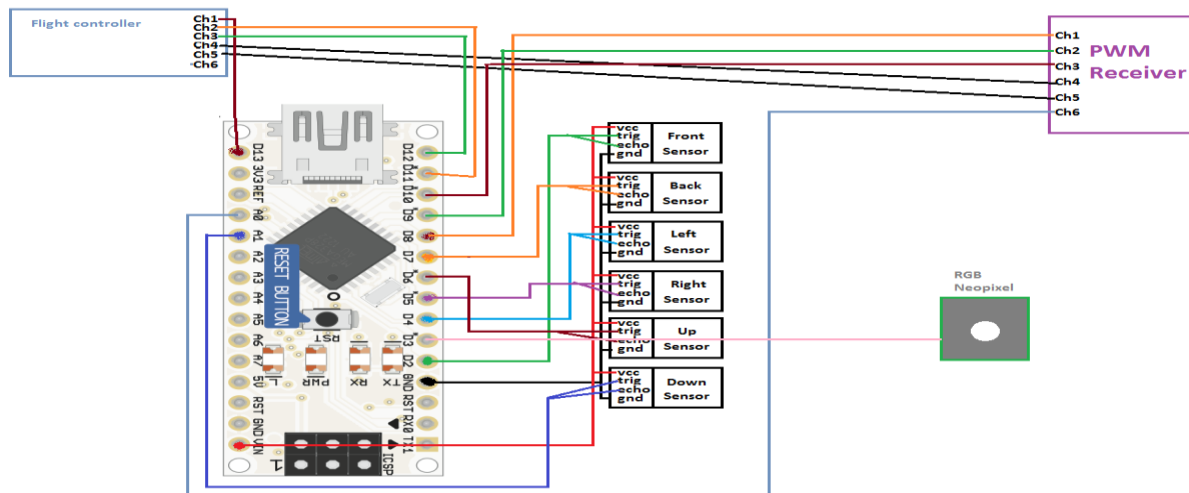 Flight controller
Ch1
Ch2
Ch3
Ch4
Ch5
Ch6
Ch1
Ch2
Ch3
Ch4
Ch5
Ch6
PWM
Receiver
D13
3V3
REF
A0
A1
A2
A3
A4
A5
A6
A7
5V
RST
GND
VIN
D12
D11
D10
D9
D8
D7
D6
D5
D4
D3
D2
GND
RST
RX0
TX1
RESET BUTTON
RST
L
PWR
RX
TX
1
ICSP
vcc
trig
echo
gnd
Front
Sensor
vcc
trig
echo
gnd
Back
Sensor
vcc
trig
echo
gnd
Left
Sensor
vcc
trig
echo
gnd
Right
Sensor
vcc
trig
echo
gnd
Up
Sensor
vcc
trig
echo
gnd
Down
Sensor
RGB
Neopixel